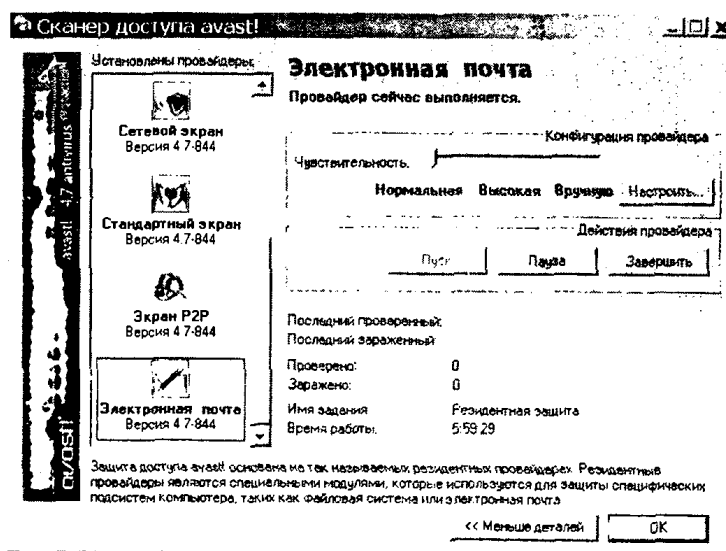 Сканер доступа avast!
Установлены провайдеры:
Сетевой экран
Версия 4.7-844
Стандартный экран
Версия 4.7-844
Экран P2P
Версия 4.7-844
Электронная почта
Версия 4.7-844
avast! 4.7 antivirus
avast!
Электронная почта
Провайдер сейчас выполняется.
Конфигурация провайдера
Чувствительность:
Нормальная Высокая Вручную Настроить...
Действия провайдера
Пуск Пауза Завершить
Последний проверенный:
Последний зараженный:
Проверено: 0
Заражено: 0
Имя задания Резидентная защита
Время работы: 5:59:29
Защита доступа avast! основана на так называемых резидентных провайдерах. Резидентные
провайдеры являются специальными модулями, которые используются для защиты специфических
подсистем компьютера, таких как файловая система или электронная почта
<< Меньше деталей OK